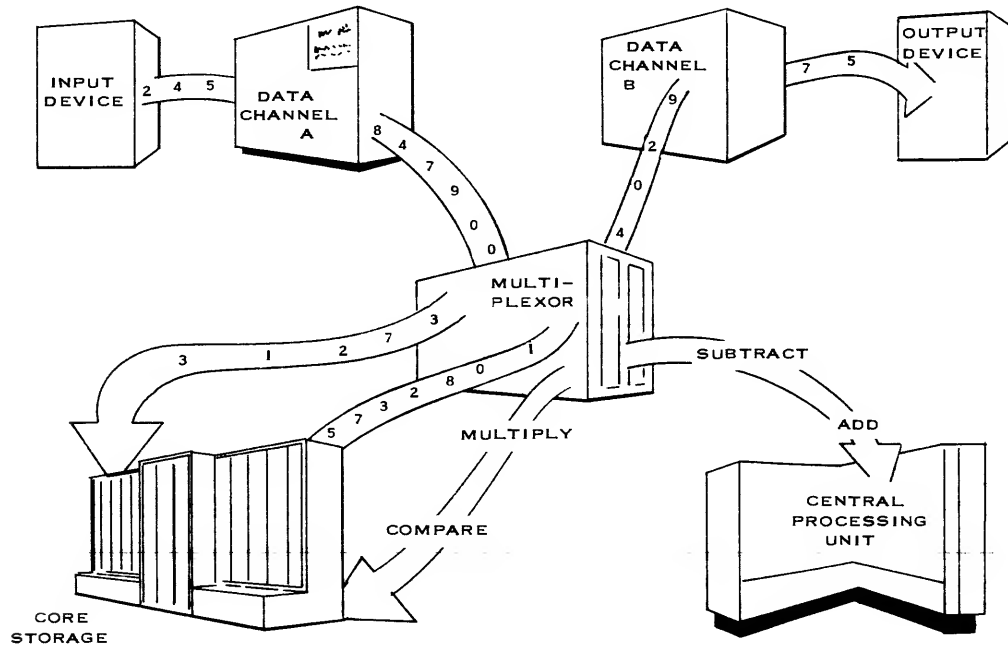 INPUT
DEVICE
2 4 5
DATA
CHANNEL
A
8 4 7 9 0 0
DATA
CHANNEL
B
9 2 0 4
7 5
OUTPUT
DEVICE
MULTI-
PLEXOR
3 1 2 7 3
5 7 3 2 8 0 1
SUBTRACT
ADD
MULTIPLY
COMPARE
CENTRAL
PROCESSING
UNIT
CORE
STORAGE